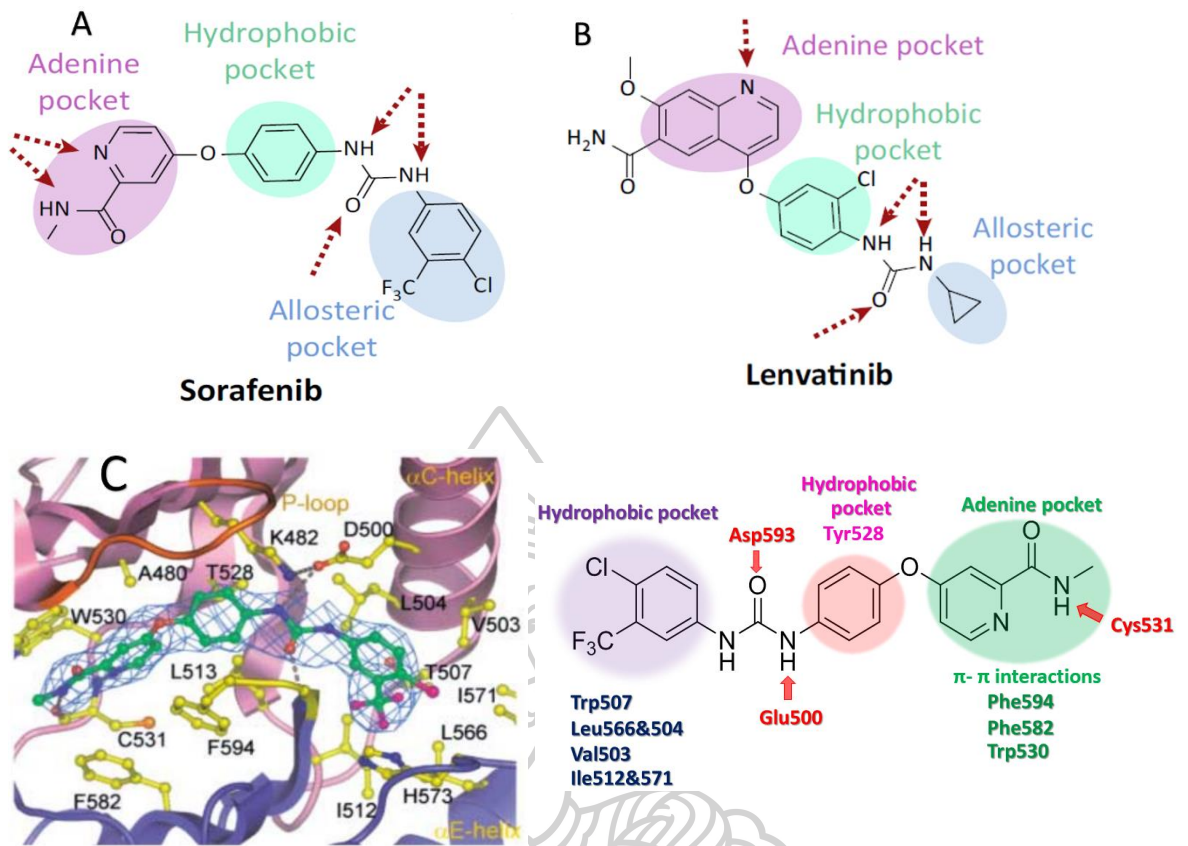 A
Hydrophobic
pocket
Adenine
pocket
N
O
NH
HN
O
O
NH
F₃C
Cl
Allosteric
pocket
Sorafenib
B
Adenine pocket
O
N
H₂N
O
O
Hydrophobic
pocket
Cl
NH
H
N
O
Allosteric
pocket
Lenvatinib
C
αC-helix
P-loop
K482
D500
A480
T528
L504
W530
V503
L513
T507
I571
C531
F594
L566
F582
I512
H573
αE-helix
Hydrophobic pocket
Asp593
Hydrophobic
pocket
Tyr528
Adenine pocket
Cl
F₃C
O
N
H
N
H
O
O
N
N
H
Cys531
Glu500
Trp507
Leu566&504
Val503
Ile512&571
π- π interactions
Phe594
Phe582
Trp530